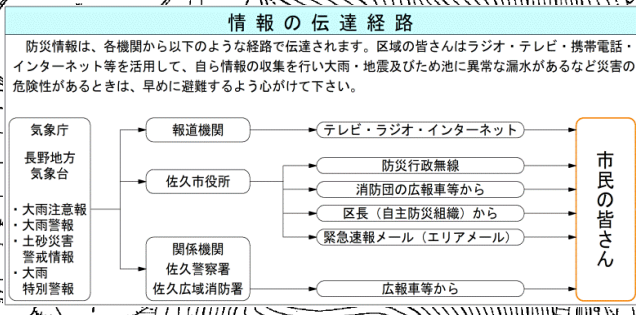 情報の伝達経路
防災情報は、各機関から以下のような経路で伝達されます。区域の皆さんはラジオ・テレビ・携帯電話・
インターネット等を活用して、自ら情報の収集を行い大雨・地震及びため池に異常な漏水があるなど災害の
危険性があるときは、早めに避難するよう心がけて下さい。
気象庁
長野地方
気象台
・大雨注意報
・大雨警報
・土砂災害
警戒情報
・大雨
特別警報
報道機関
佐久市役所
関係機関
佐久警察署
佐久広域消防署
テレビ・ラジオ・インターネット
防災行政無線
消防団の広報車等から
区長（自主防災組織）から
緊急速報メール（エリアメール）
広報車等から
市民の皆さん